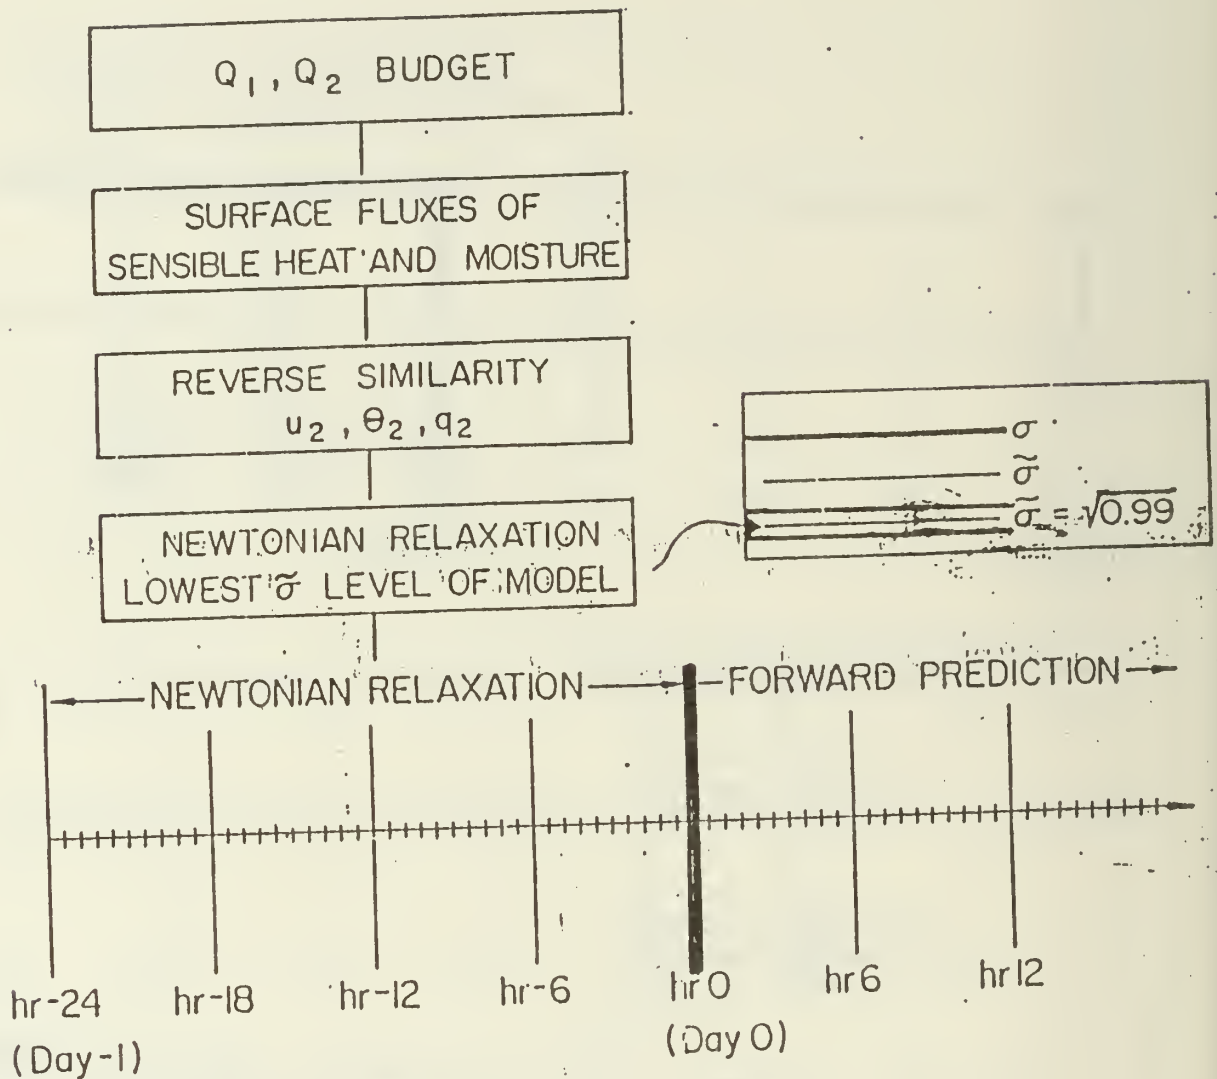 Q₁, Q₂ BUDGET
SURFACE FLUXES OF
SENSIBLE HEAT AND MOISTURE
REVERSE SIMILARITY
u₂, θ₂, q₂
NEWTONIAN RELAXATION
LOWEST σ̃ LEVEL OF MODEL
σ
σ̃
σ̃ = √0.99
NEWTONIAN RELAXATION
FORWARD PREDICTION
hr-24
hr-18
hr-12
hr-6
hr 0
hr 6
hr 12
(Day-1)
(Day 0)